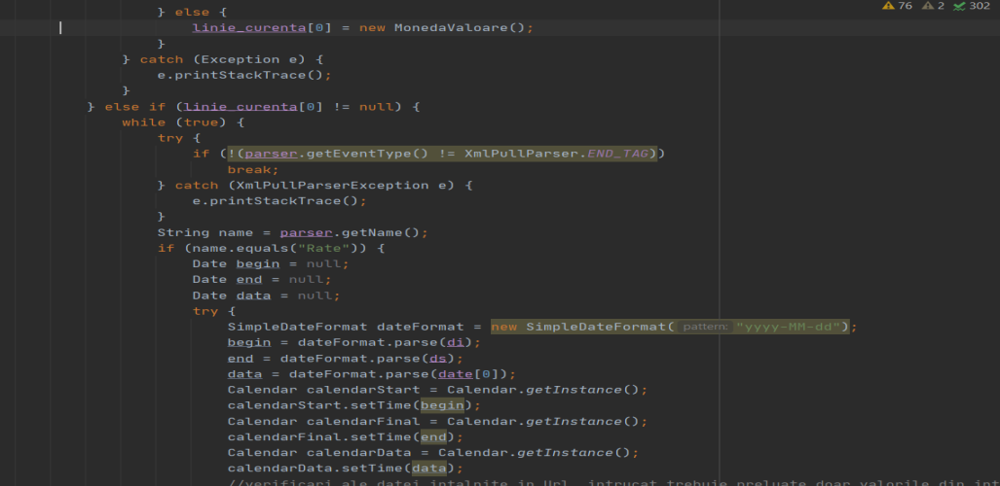 76 2 302
} else {
linie_curenta[0] = new MonedaValoare();
}
} catch (Exception e) {
e.printStackTrace();
}
} else if (linie_curenta[0] != null) {
while (true) {
try {
if (!(parser.getEventType() != XmlPullParser.END_TAG))
break;
} catch (XmlPullParserException e) {
e.printStackTrace();
}
String name = parser.getName();
if (name.equals("Rate")) {
Date begin = null;
Date end = null;
Date data = null;
try {
SimpleDateFormat dateFormat = new SimpleDateFormat( pattern: "yyyy-MM-dd");
begin = dateFormat.parse(di);
end = dateFormat.parse(ds);
data = dateFormat.parse(date[0]);
Calendar calendarStart = Calendar.getInstance();
calendarStart.setTime(begin);
Calendar calendarFinal = Calendar.getInstance();
calendarFinal.setTime(end);
Calendar calendarData = Calendar.getInstance();
calendarData.setTime(data);
//verificari ale datei intalnite in Url, intrucat trebuie preluate doar valorile din